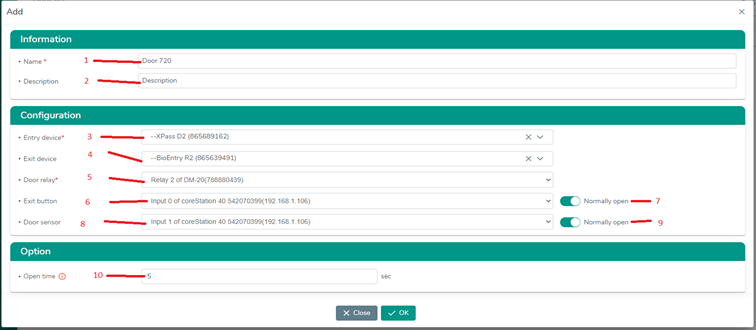 Add
Information
• Name * 1 Door 720
• Description 2 Description
Configuration
• Entry device* 3 --XPass D2 (865689162)
• Exit device 4 --BioEntry R2 (865639491)
• Door relay* 5 Relay 2 of DM-20(788880439)
• Exit button 6 Input 0 of coreStation 40 542070399(192.168.1.106) Normally open 7
• Door sensor 8 Input 1 of coreStation 40 542070399(192.168.1.106) Normally open 9
Option
• Open time 10 5 sec
Close OK